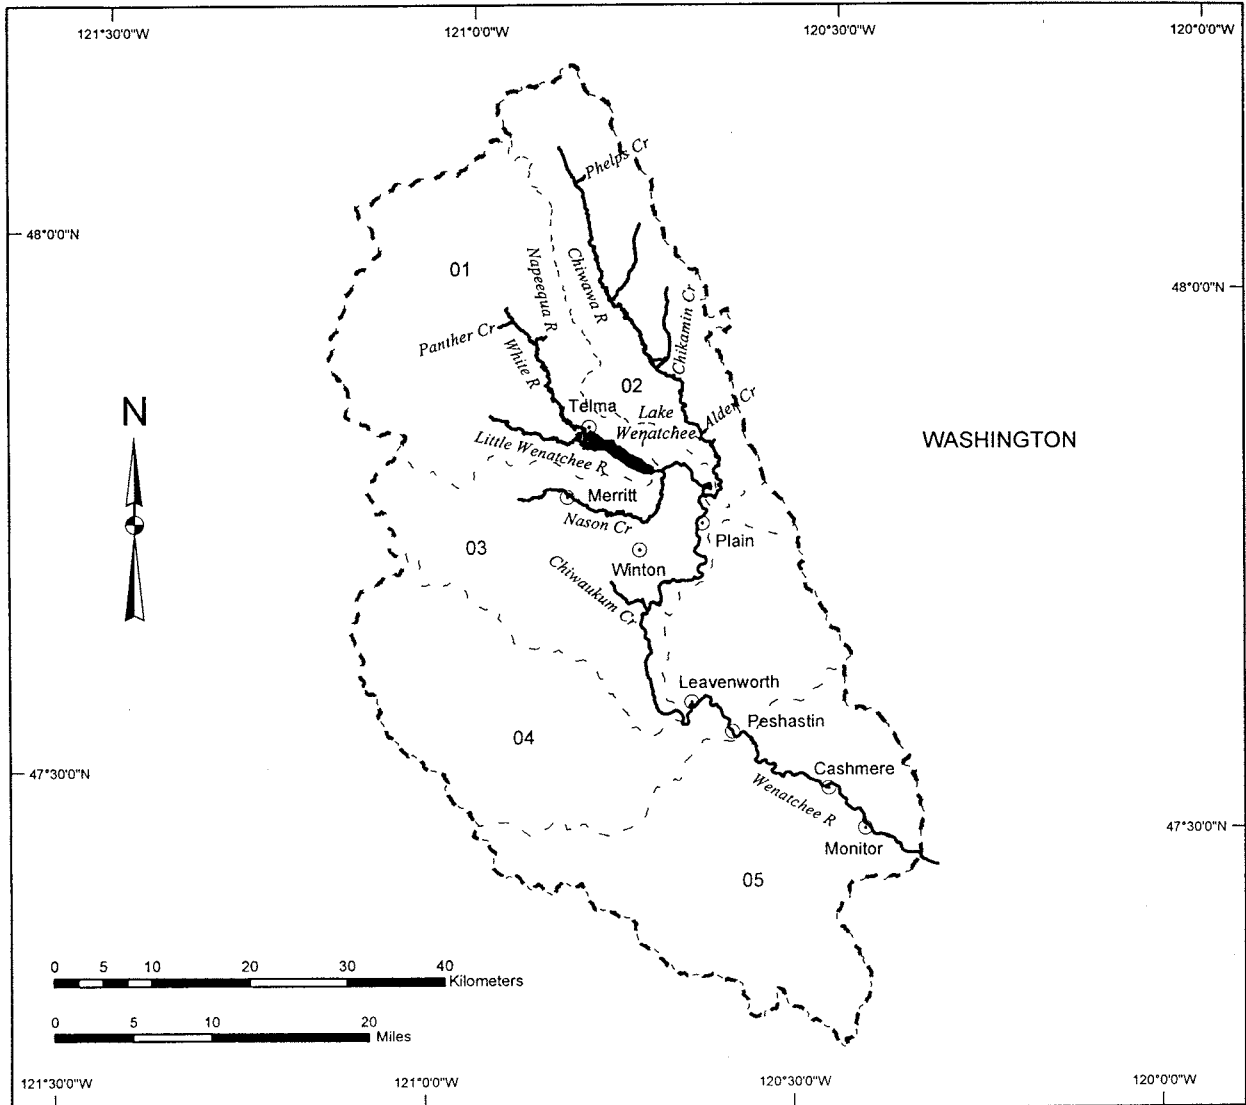 121°30'0"W
121°0'0"W
120°30'0"W
120°0'0"W
Phelps Cr
48°0'0"N
01
Napeequa R
Chiwawa R
48°0'0"N
Panther Cr
White R
Chikamin Cr
02
N
Telma
Lake
Wenatchee
Alder Cr
WASHINGTON
Little Wenatchee R
Merritt
Nason Cr
Plain
03
Winton
Chiwaukum Cr
Leavenworth
Peshastin
04
47°30'0"N
Cashmere
Wenatchee R
47°30'0"N
Monitor
05
0 5 10 20 30 40
Kilometers
0 5 10 20
Miles
121°30'0"W
121°0'0"W
120°30'0"W
120°0'0"W